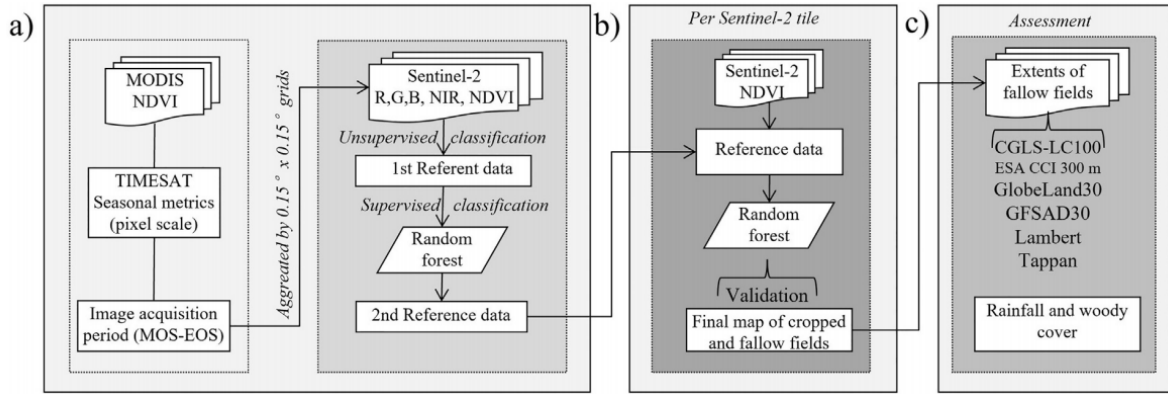 a)
MODIS
NDVI
TIMESAT
Seasonal metrics
(pixel scale)
Image acquisition
period (MOS-EOS)
Aggreated by 0.15° x 0.15° grids
Sentinel-2
R,G,B, NIR, NDVI
Unsupervised classification
1st Referent data
Supervised classification
Random
forest
2nd Reference data
b)
Per Sentinel-2 tile
Sentinel-2
NDVI
Reference data
Random
forest
Validation
Final map of cropped
and fallow fields
c)
Assessment
Extents of
fallow fields
CGLS-LC100
ESA CCI 300 m
GlobeLand30
GFSAD30
Lambert
Tappan
Rainfall and woody
cover